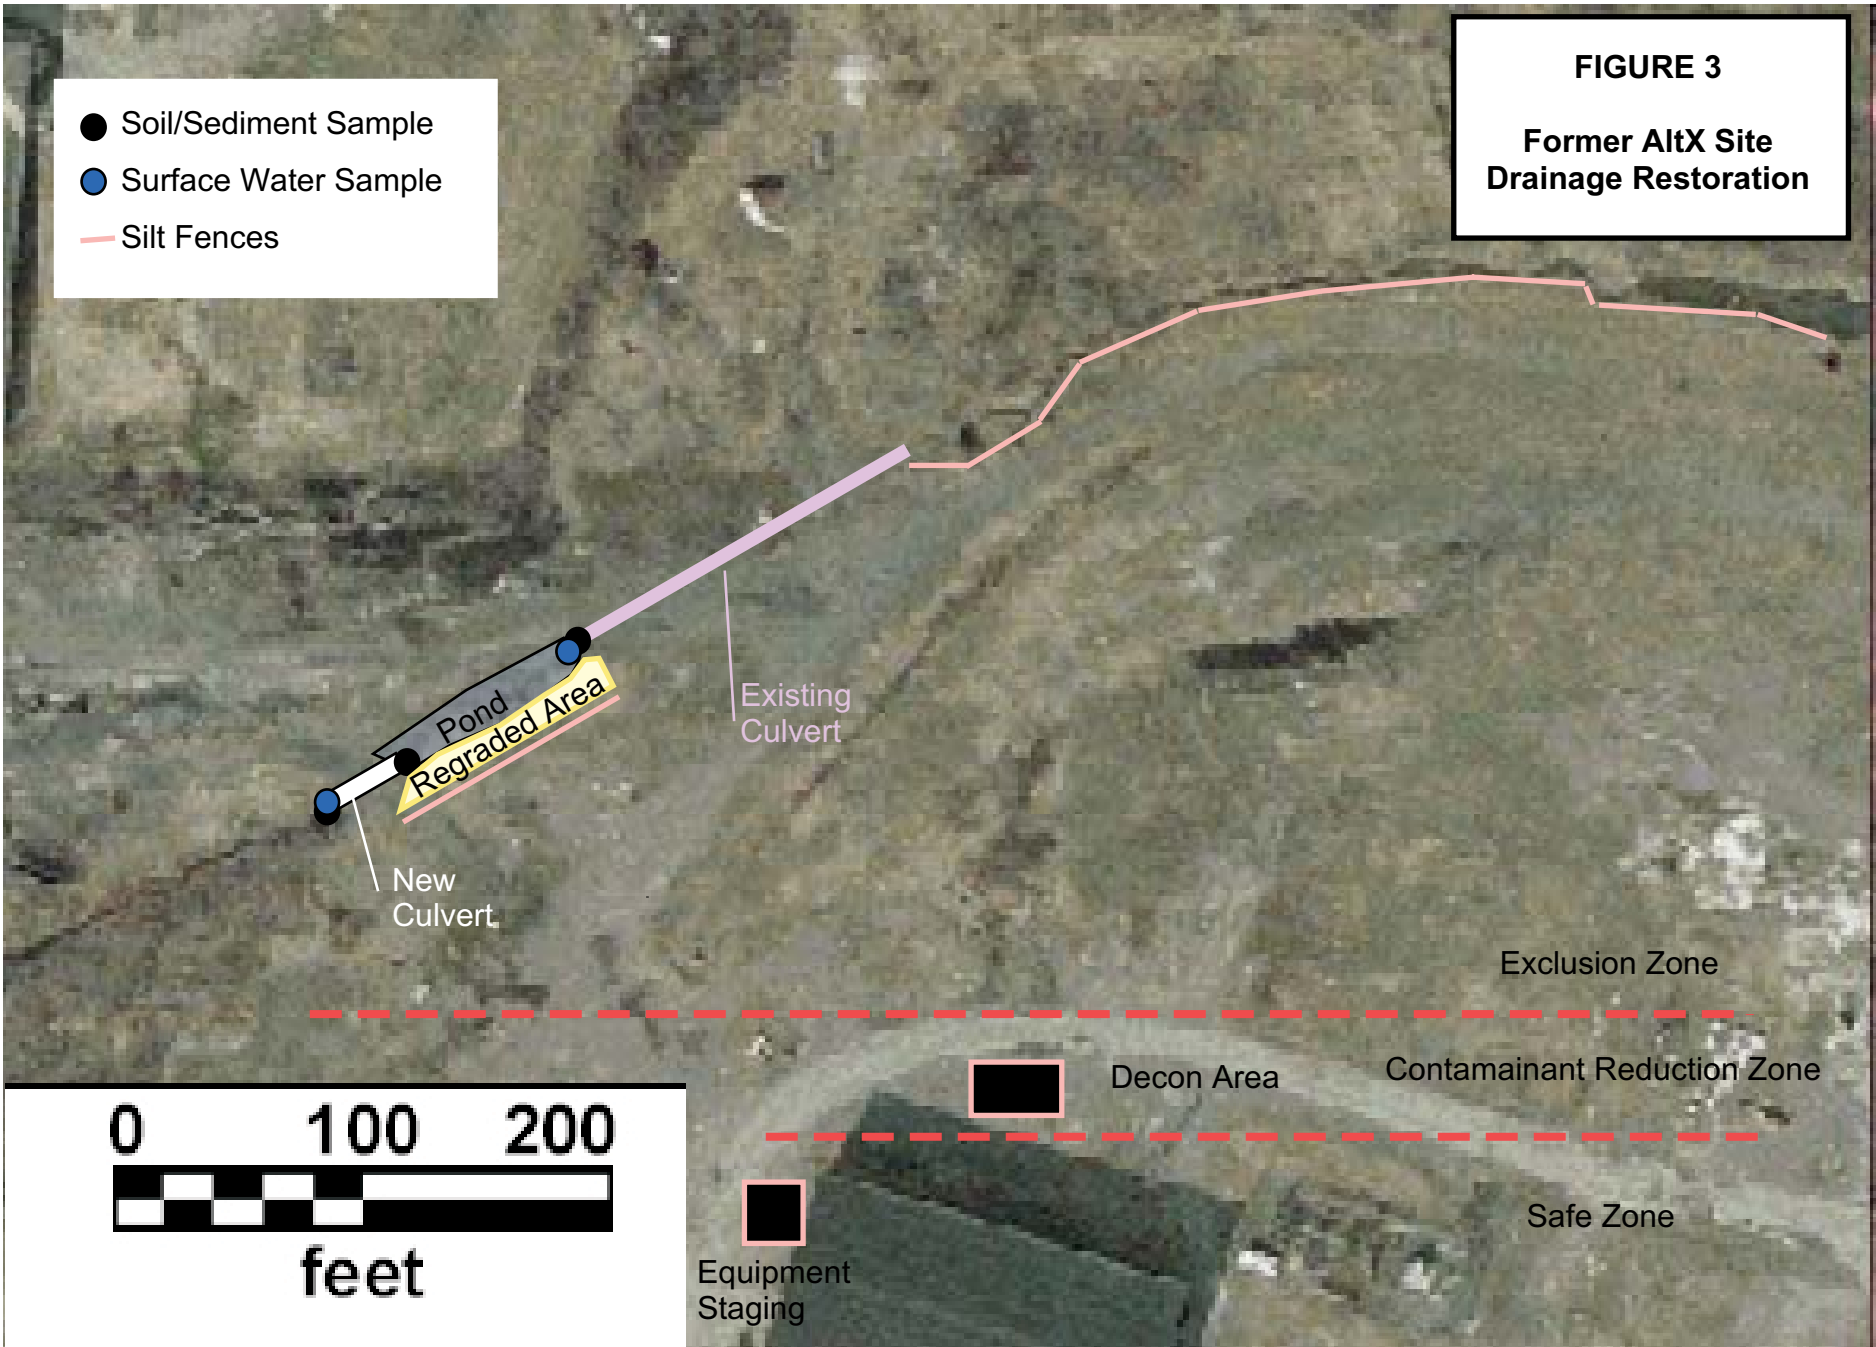 FIGURE 3
Former AltX Site
Drainage Restoration
Soil/Sediment Sample
Surface Water Sample
Silt Fences
Existing
Culvert
Pond
Regraded Area
New
Culvert
Exclusion Zone
Contamainant Reduction Zone
Decon Area
Safe Zone
Equipment
Staging
0 100 200
feet